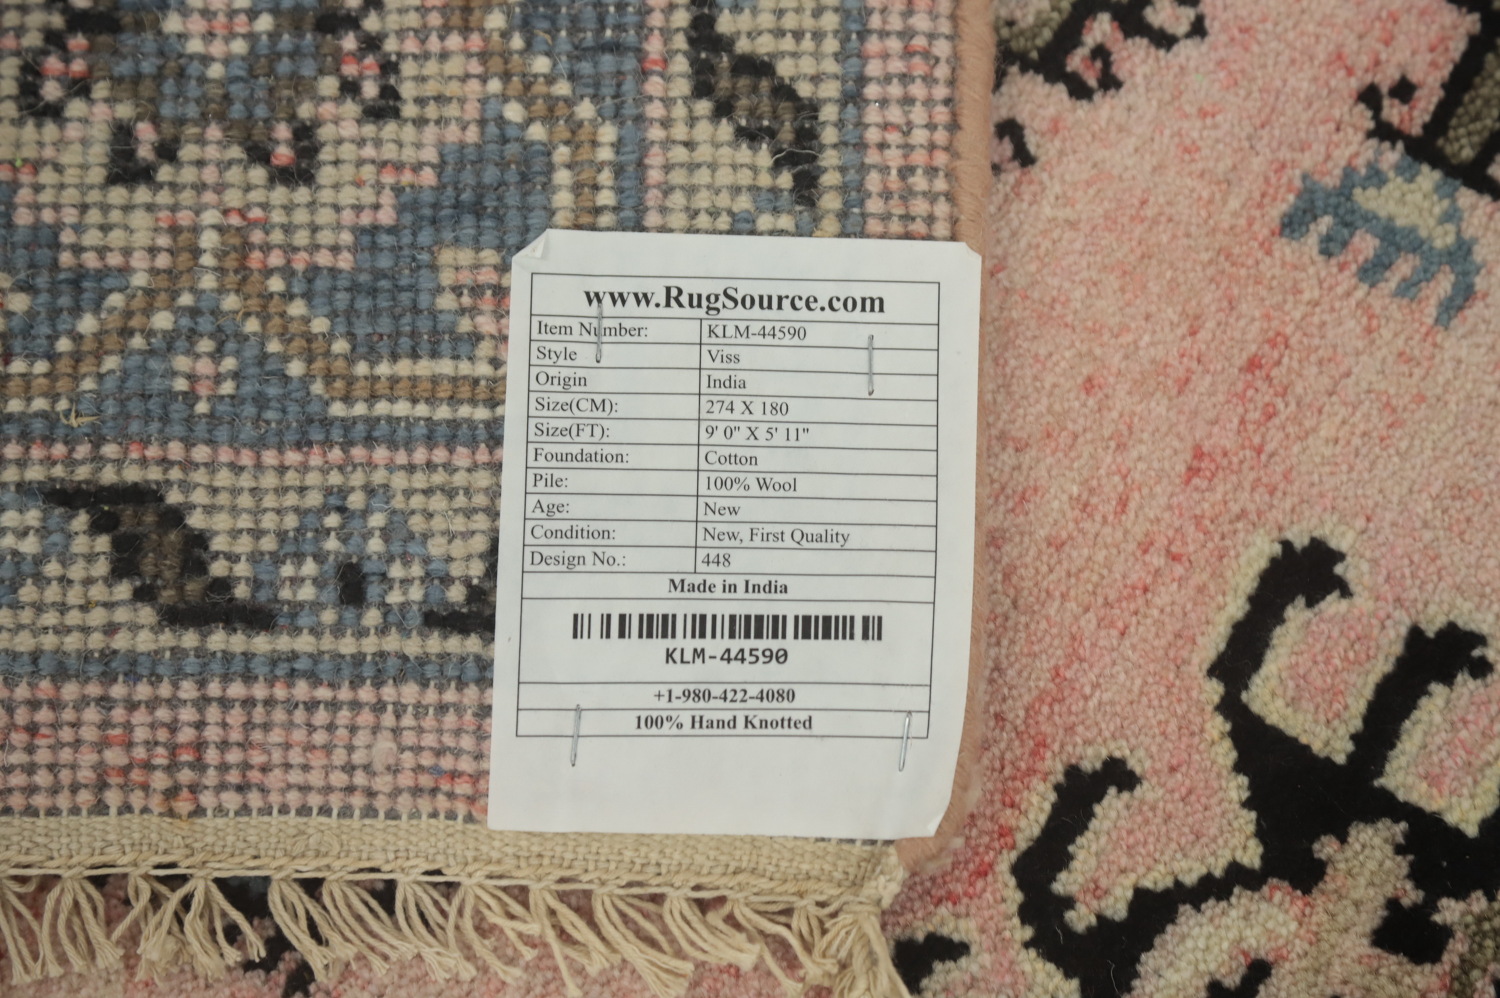 www.RugSource.com
Item Number: KLM-44590
Style Viss
Origin India
Size(CM): 274 X 180
Size(FT): 9' 0" X 5' 11"
Foundation: Cotton
Pile: 100% Wool
Age: New
Condition: New, First Quality
Design No.: 448
Made in India
KLM-44590
+1-980-422-4080
100% Hand Knotted